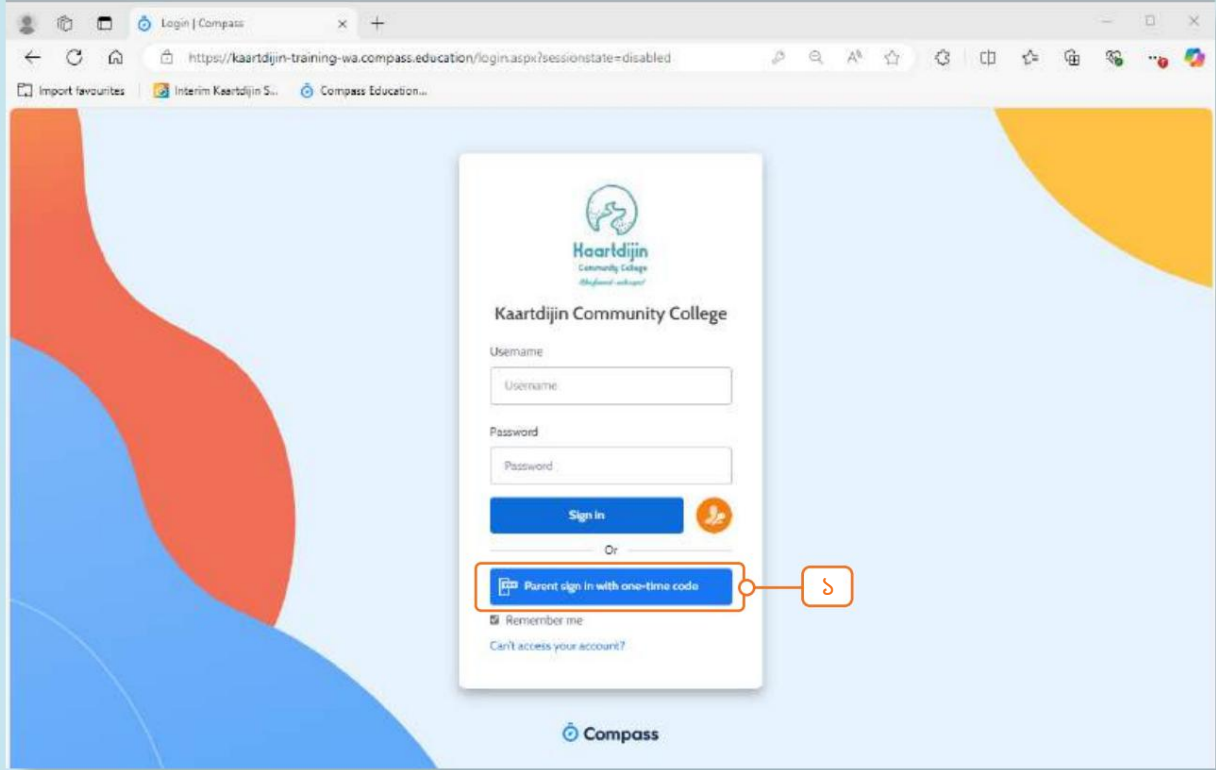 Login | Compass
https://kaartdijin-training-wa.compass.education/login.aspx?sessionstate=disabled
Import favourites
Interim Kaartdijin S...
Compass Education...
Kaartdijin
Community College
Kaartdijin Community College
Username
Username
Password
Password
Sign in
Or
Parent sign in with one-time code
১
Remember me
Can't access your account?
Compass